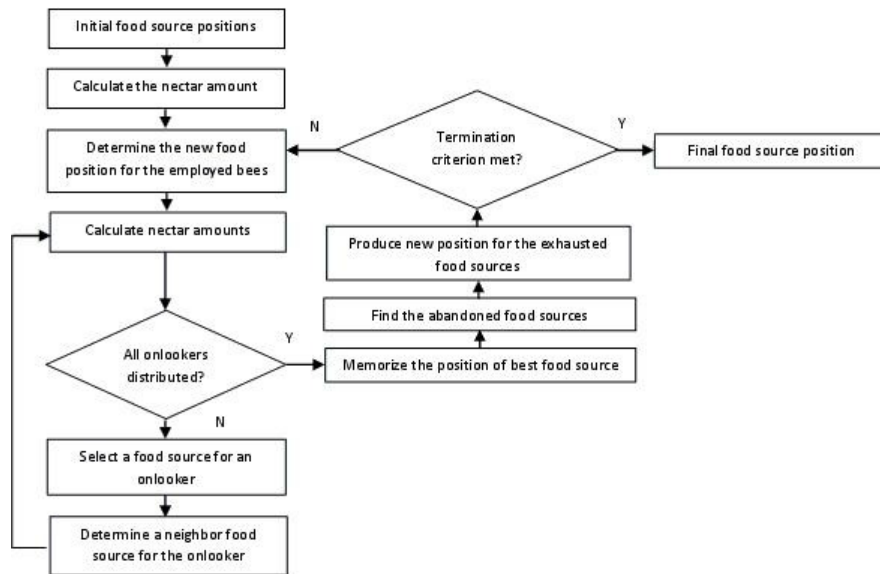 Initial food source positions
Calculate the nectar amount
Determine the new food
position for the employed bees
Calculate nectar amounts
All onlookers
distributed?
N
Select a food source for an
onlooker
Determine a neighbor food
source for the onlooker
Y
Memorize the position of best food source
Find the abandoned food sources
Produce new position for the exhausted
food sources
Termination
criterion met?
N
Y
Final food source position